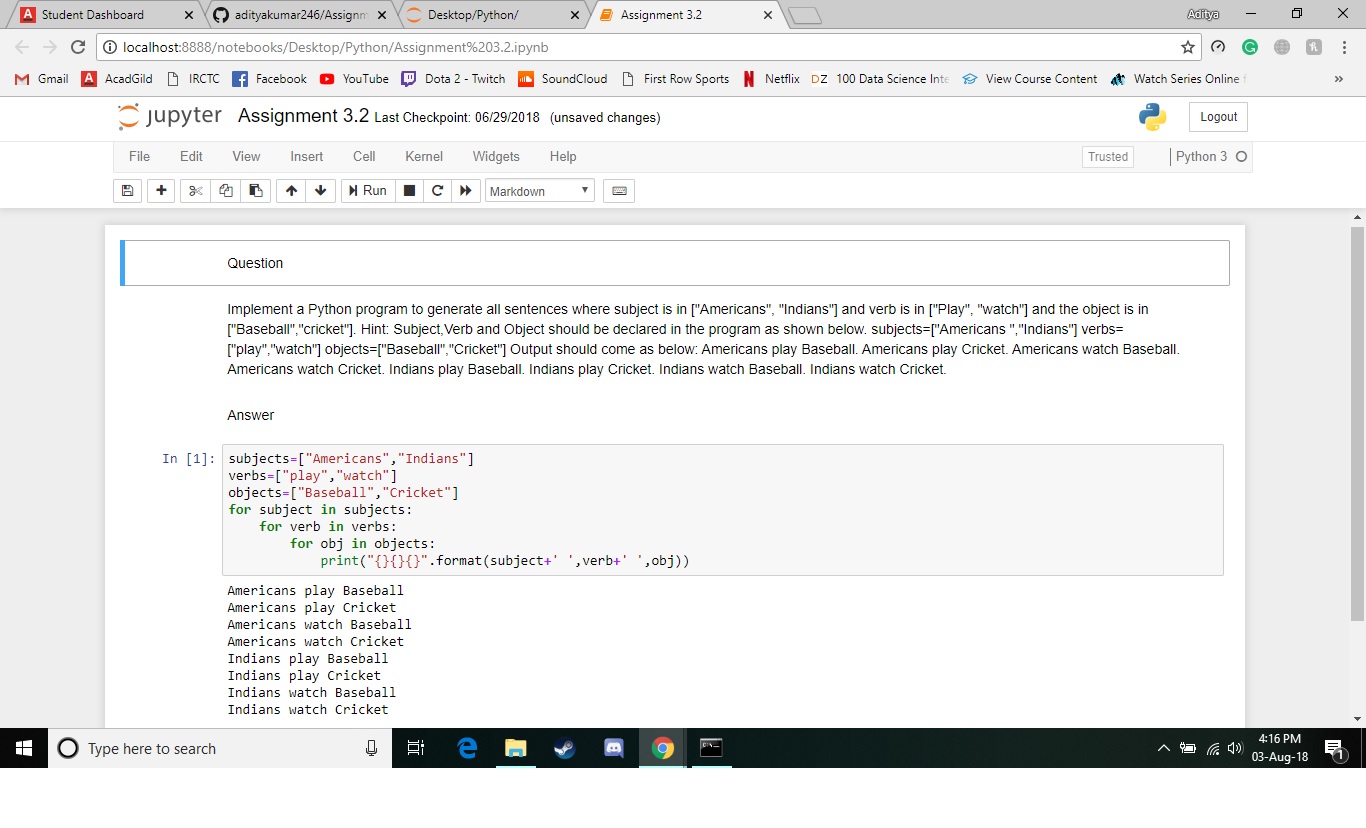 Student Dashboard
adityakumar246/Assignm
Desktop/Python/
Assignment 3.2
Aditya
localhost:8888/notebooks/Desktop/Python/Assignment%203.2.ipynb
Gmail
AcadGild
IRCTC
Facebook
YouTube
Dota 2 - Twitch
SoundCloud
First Row Sports
Netflix
DZ 100 Data Science Inte
View Course Content
Watch Series Online f
»
jupyter
Assignment 3.2 Last Checkpoint: 06/29/2018 (unsaved changes)
Logout
File Edit View Insert Cell Kernel Widgets Help
Trusted
Python 3
Run
Markdown
Question
Implement a Python program to generate all sentences where subject is in ["Americans", "Indians"] and verb is in ["Play", "watch"] and the object is in
["Baseball","cricket"]. Hint: Subject,Verb and Object should be declared in the program as shown below. subjects=["Americans ","Indians"] verbs=
["play","watch"] objects=["Baseball","Cricket"] Output should come as below: Americans play Baseball. Americans play Cricket. Americans watch Baseball.
Americans watch Cricket. Indians play Baseball. Indians play Cricket. Indians watch Baseball. Indians watch Cricket.
Answer
In [1]:
subjects=["Americans","Indians"]
verbs=["play","watch"]
objects=["Baseball","Cricket"]
for subject in subjects:
    for verb in verbs:
        for obj in objects:
            print("{}{}{}".format(subject+' ',verb+' ',obj))
Americans play Baseball
Americans play Cricket
Americans watch Baseball
Americans watch Cricket
Indians play Baseball
Indians play Cricket
Indians watch Baseball
Indians watch Cricket
Type here to search
4:16 PM
03-Aug-18
1